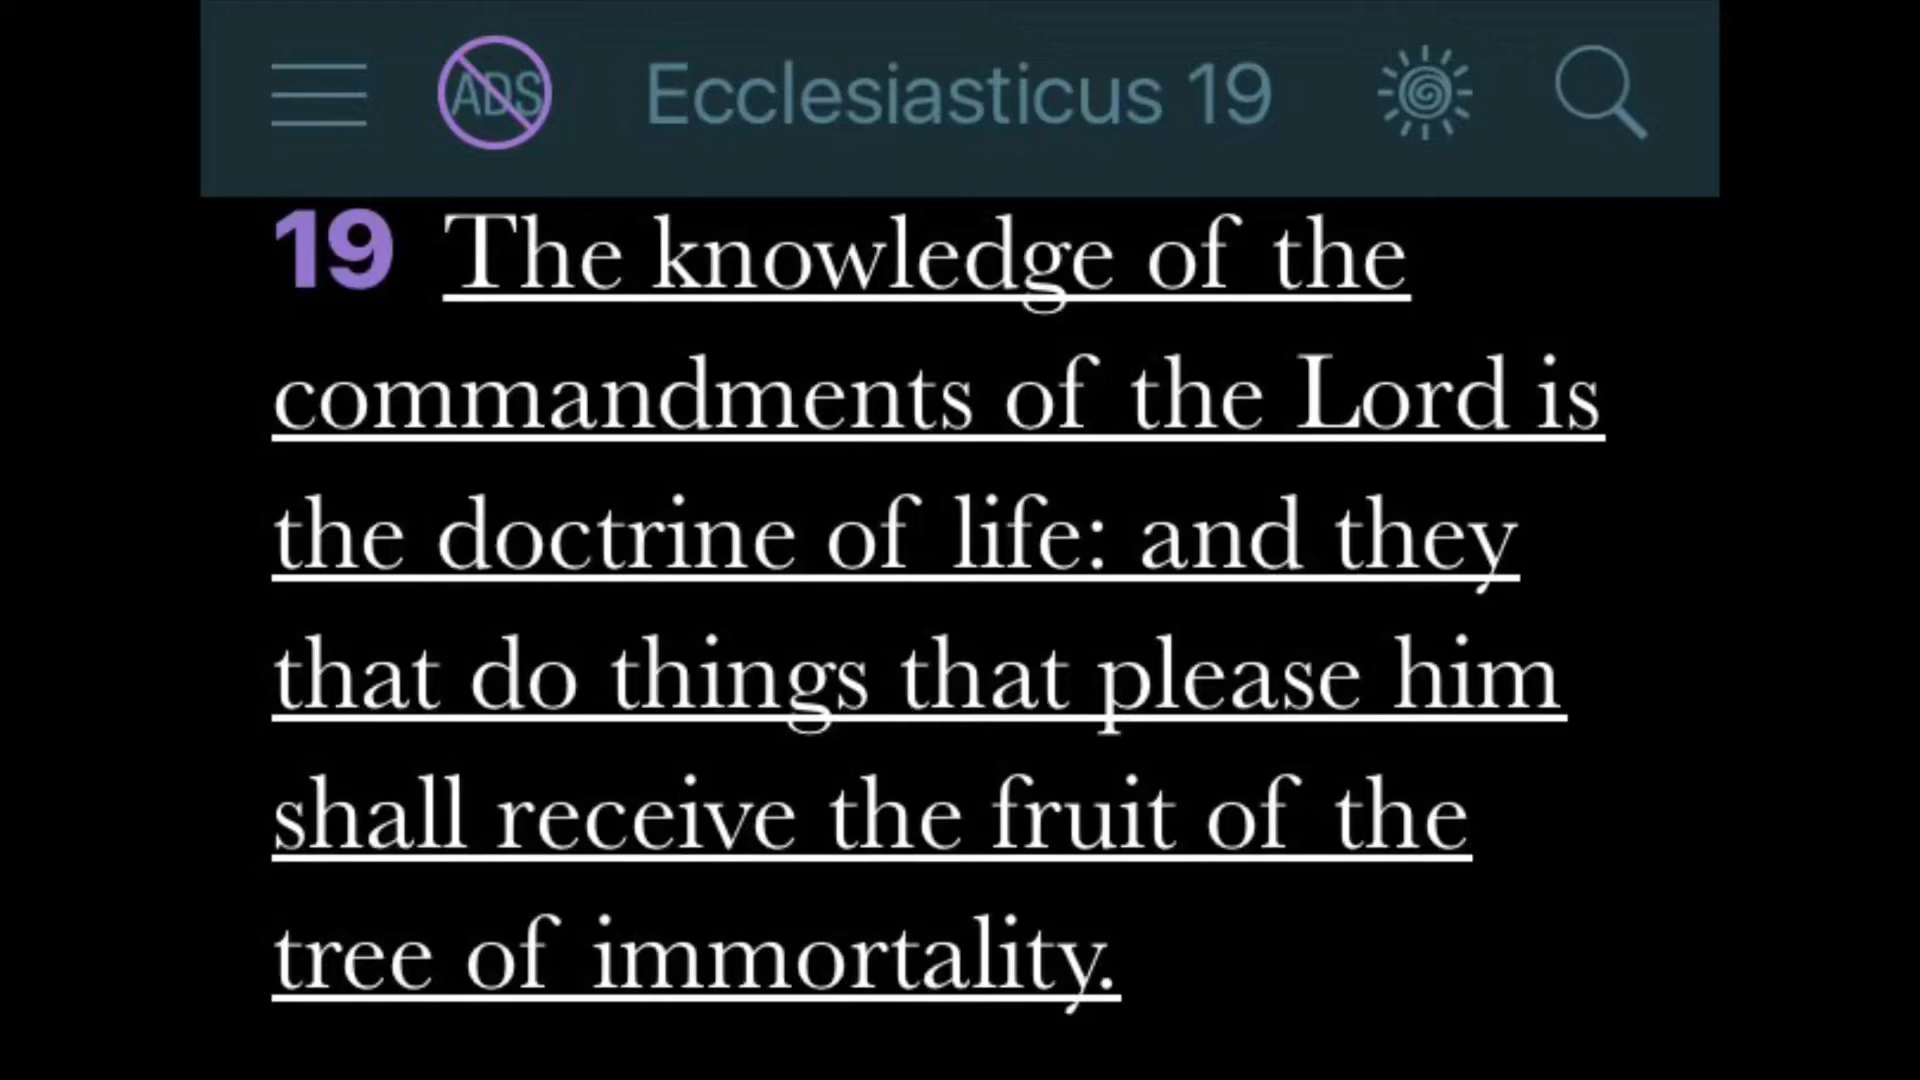 ADS Ecclesiasticus 19
19 The knowledge of the
commandments of the Lord is
the doctrine of life: and they
that do things that please him
shall receive the fruit of the
tree of immortality.